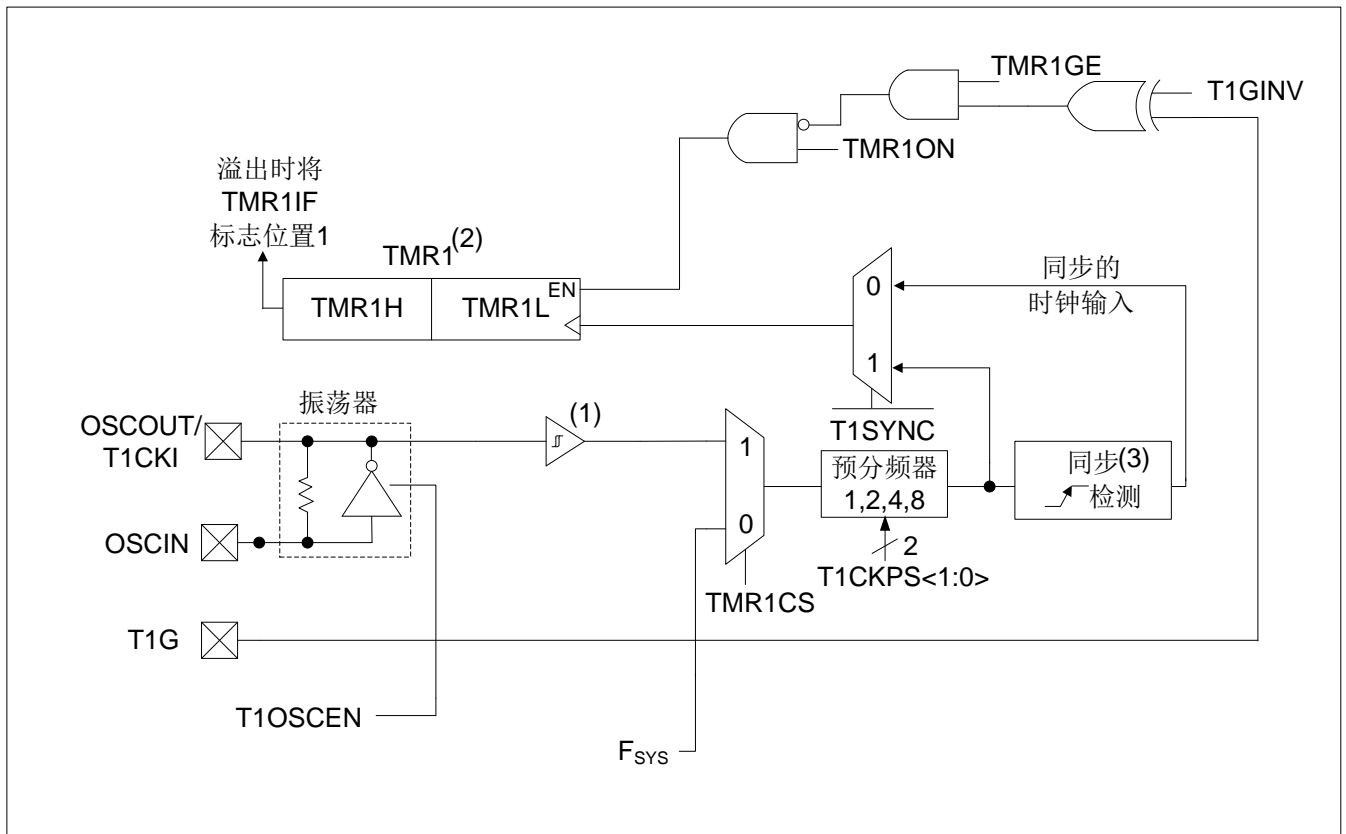 TMR1GE
T1GINV
TMR1ON
溢出时将
TMR1IF
标志位置1
TMR1(2)
EN
TMR1H
TMR1L
0
1
同步的
时钟输入
T1SYNC
振荡器
(1)
OSCOUT/
T1CKI
OSCIN
1
0
预分频器
1,2,4,8
同步(3)
检测
2
T1CKPS<1:0>
TMR1CS
T1G
T1OSCEN
FSYS